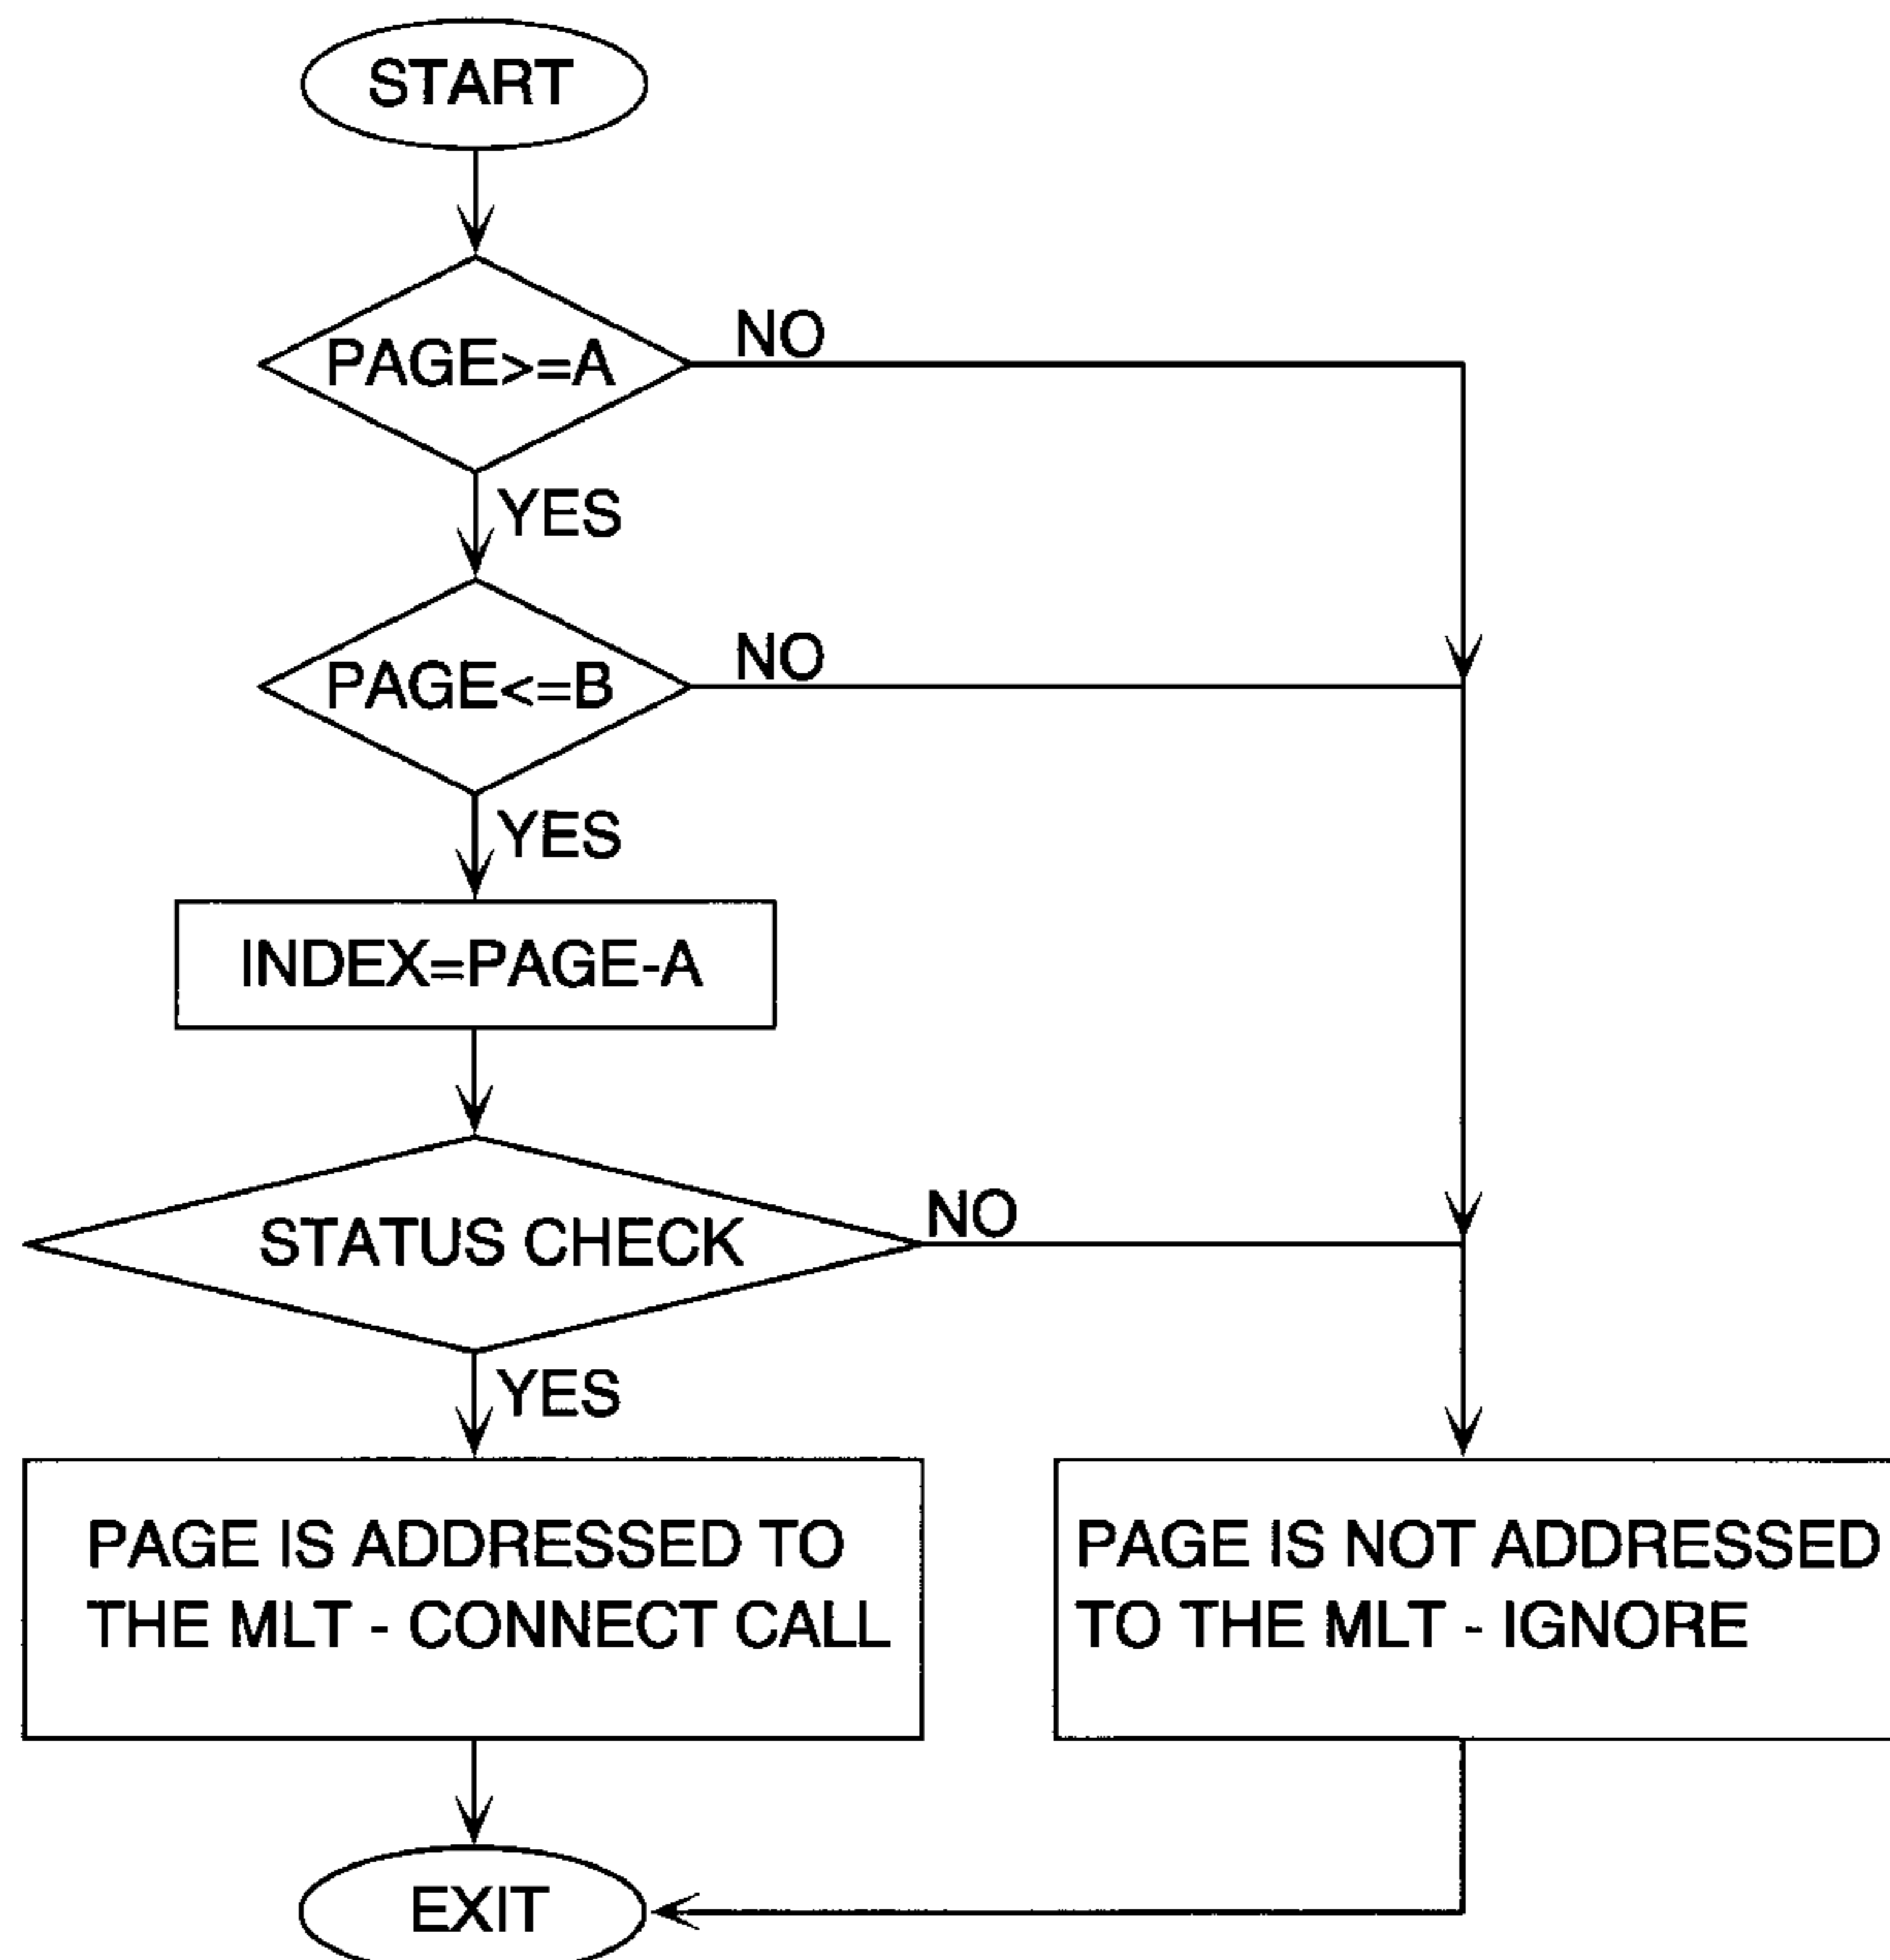 START
PAGE>=A
NO
YES
PAGE<=B
NO
YES
INDEX=PAGE-A
STATUS CHECK
NO
YES
PAGE IS ADDRESSED TO
THE MLT - CONNECT CALL
PAGE IS NOT ADDRESSED
TO THE MLT - IGNORE
EXIT